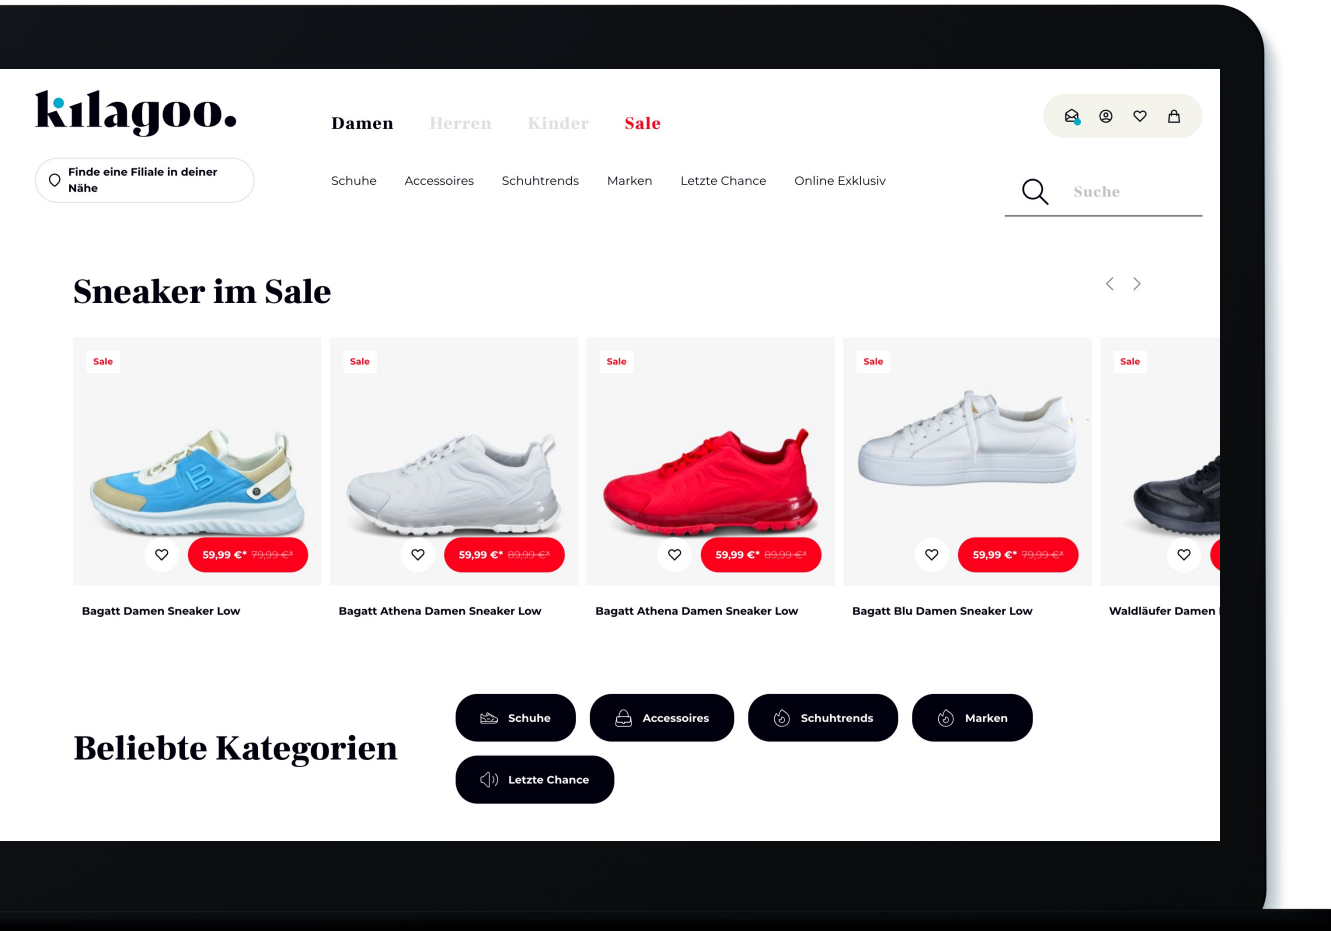 kılagoo.
Damen Herren Kinder Sale
Finde eine Filiale in deiner
Nähe
Schuhe Accessoires Schuhtrends Marken Letzte Chance Online Exklusiv
Suche
Sneaker im Sale
Sale Sale Sale Sale Sale
59,99 €* 79,99 €* 59,99 €* 89,99 €* 59,99 €* 89,99 €* 59,99 €* 79,99 €*
Bagatt Damen Sneaker Low
Bagatt Athena Damen Sneaker Low
Bagatt Athena Damen Sneaker Low
Bagatt Blu Damen Sneaker Low
Waldläufer Damen
Beliebte Kategorien
Schuhe Accessoires Schuhtrends Marken
Letzte Chance